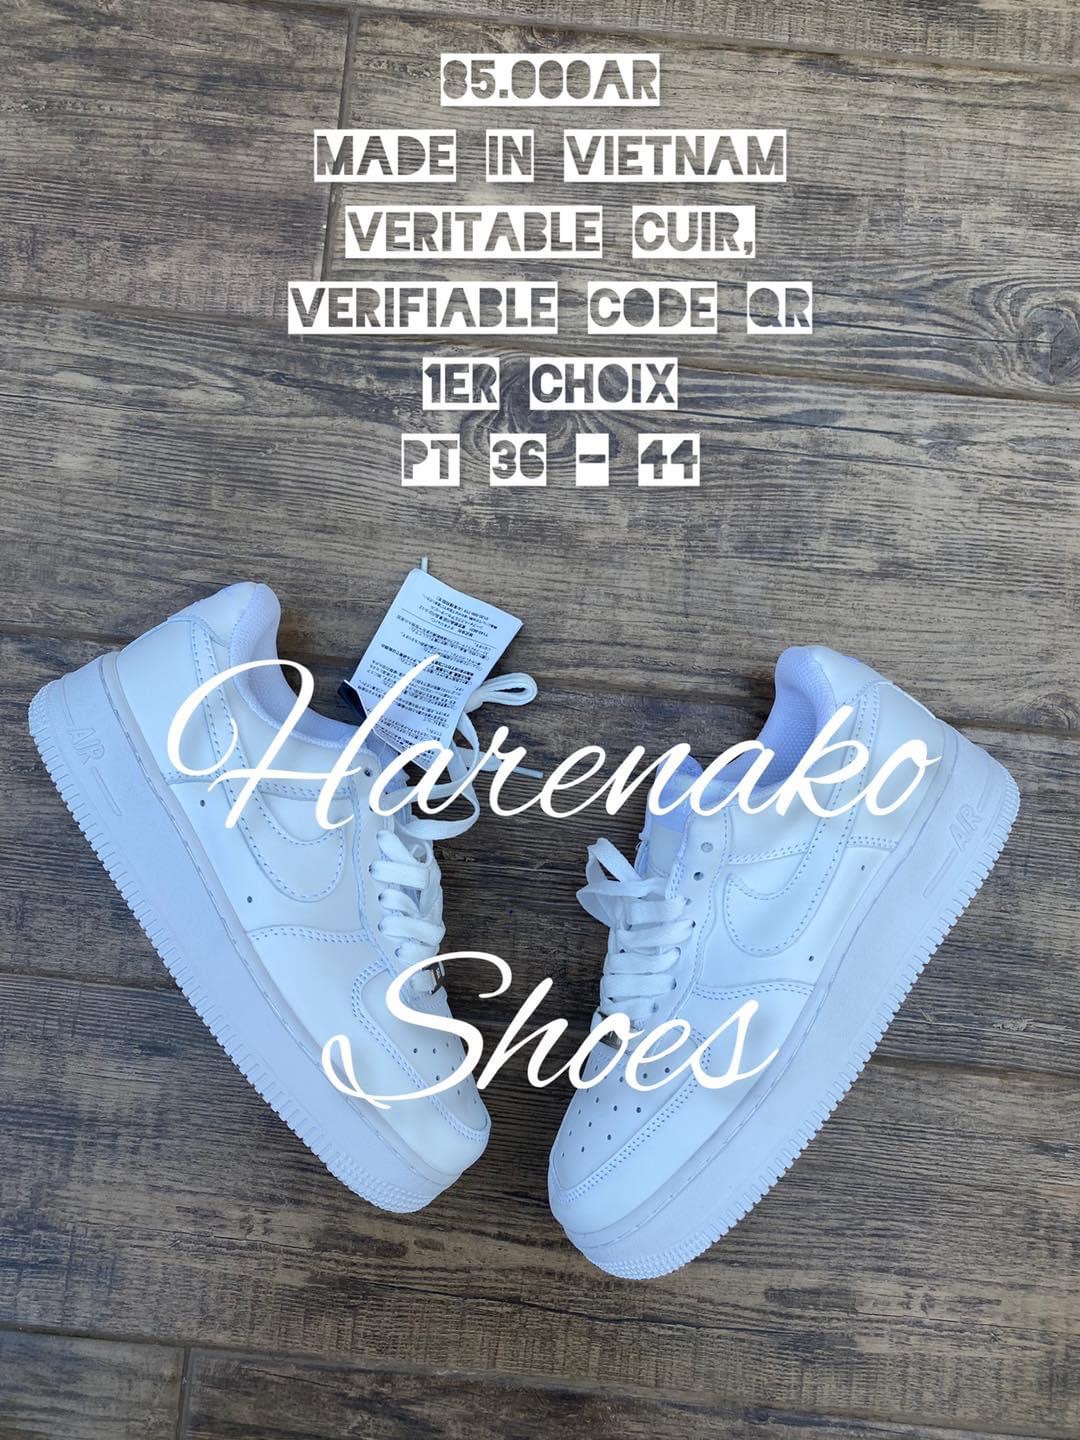 85.000AR
MADE IN VIETNAM
VERITABLE CUIR,
VERIFIABLE CODE QR
1ER CHOIX
PT 36 - 44
Harenako
Shoes
AIR
AIR